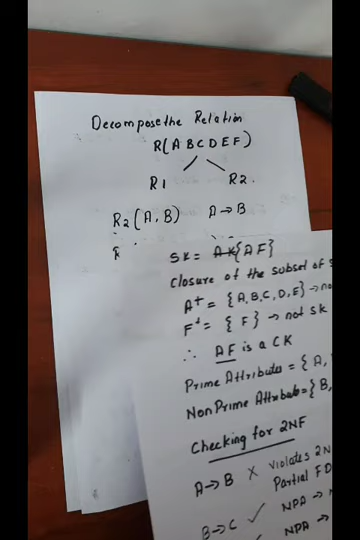 Decompose the Relation
R(A B C D E F)
R1 R2.
R2 (A, B) A → B
SK = {A F}
Closure of the subset of
A+ = {A,B,C,D,E} → no
F+ = { F } → not SK
∴ AF is a CK
Prime Attributes = {A,
Non Prime Attributes = {B,
Checking for 2NF
A→B ✗ Violates 2N
Partial FD
B→C ✓ NPA →
NPA →